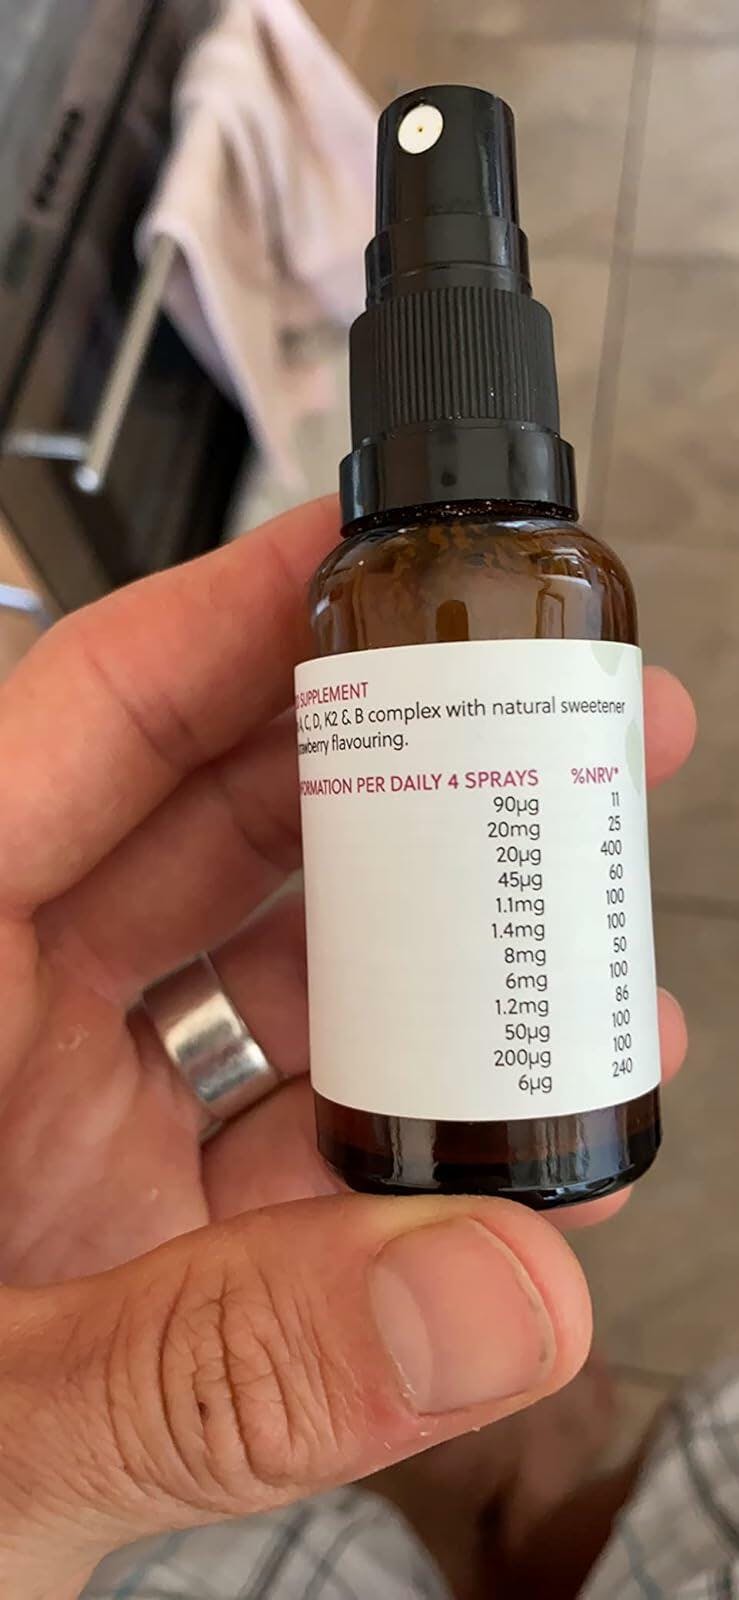 SUPPLEMENT
A, C, D, K2 & B complex with natural sweetener
flavouring.
PER DAILY 4 SPRAYS %NRV*
90µg 11
20mg 25
20µg 400
45µg 60
1.1mg 100
1.4mg 100
8mg 50
6mg 100
1.2mg 86
50µg 100
200µg 100
6µg 240